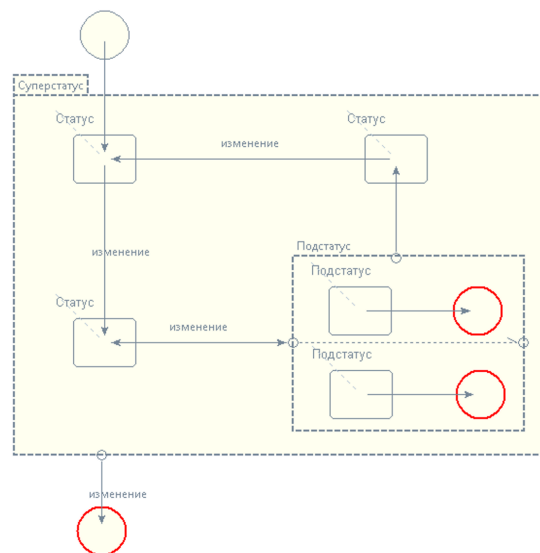 Суперстатус
Статус
Статус
изменение
изменение
Подстатус
Подстатус
Статус
изменение
Подстатус
изменение